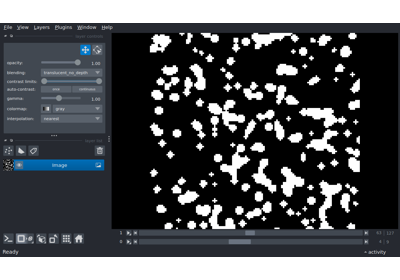 File View Layers Plugins Window Help
opacity: 1.00
blending: translucent_no_depth
contrast limits:
auto-contrast: once continuous
gamma: 1.00
colormap: gray
interpolation: nearest
Image
1
0
Ready
activity